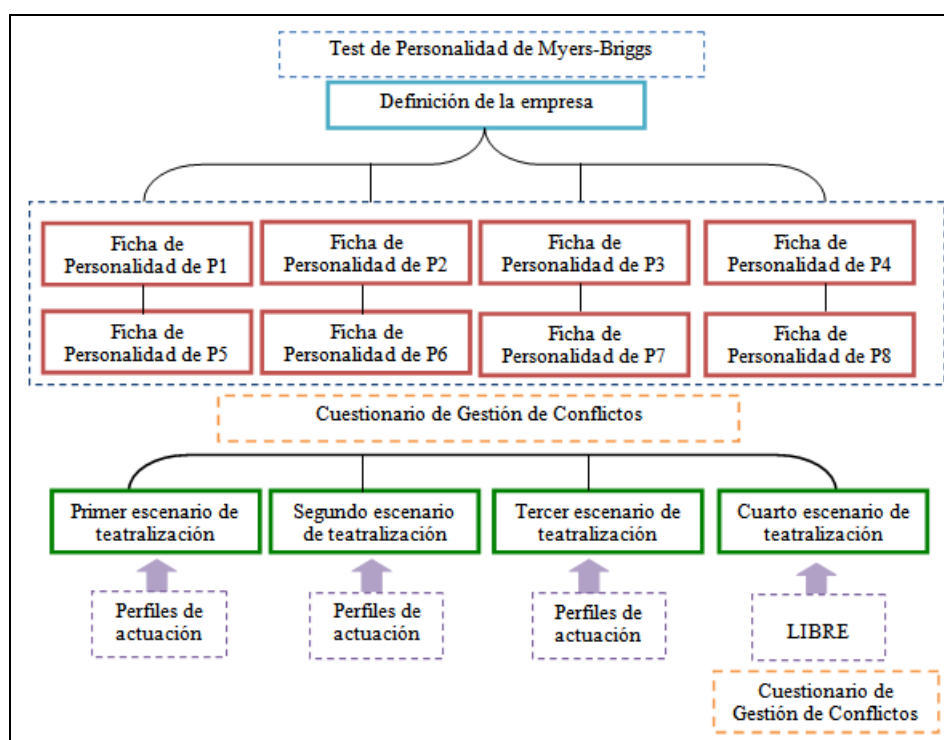 Test de Personalidad de Myers-Briggs
Definición de la empresa
Ficha de
Personalidad de P1
Ficha de
Personalidad de P2
Ficha de
Personalidad de P3
Ficha de
Personalidad de P4
Ficha de
Personalidad de P5
Ficha de
Personalidad de P6
Ficha de
Personalidad de P7
Ficha de
Personalidad de P8
Cuestionario de Gestión de Conflictos
Primer escenario de
teatralización
Segundo escenario
de teatralización
Tercer escenario de
teatralización
Cuarto escenario de
teatralización
Perfiles de
actuación
Perfiles de
actuación
Perfiles de
actuación
LIBRE
Cuestionario de
Gestión de Conflictos